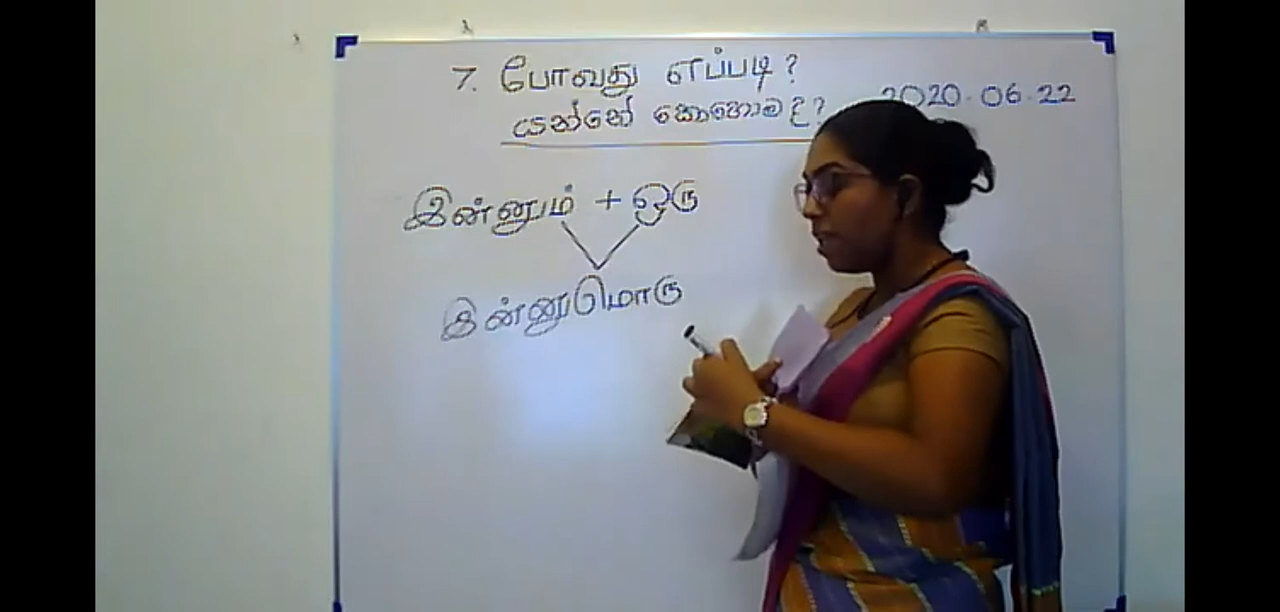 7. போவது எப்படி?
යන්නේ කොහොමද?
2020.06.22
இன்னும் + ஒரு
இன்னுமொரு